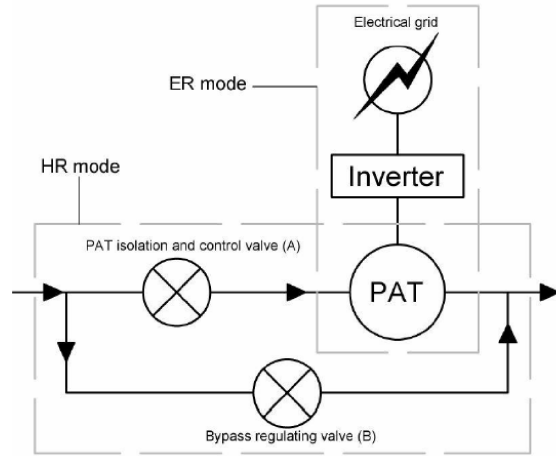 Electrical grid
ER mode
Inverter
HR mode
PAT isolation and control valve (A)
PAT
Bypass regulating valve (B)